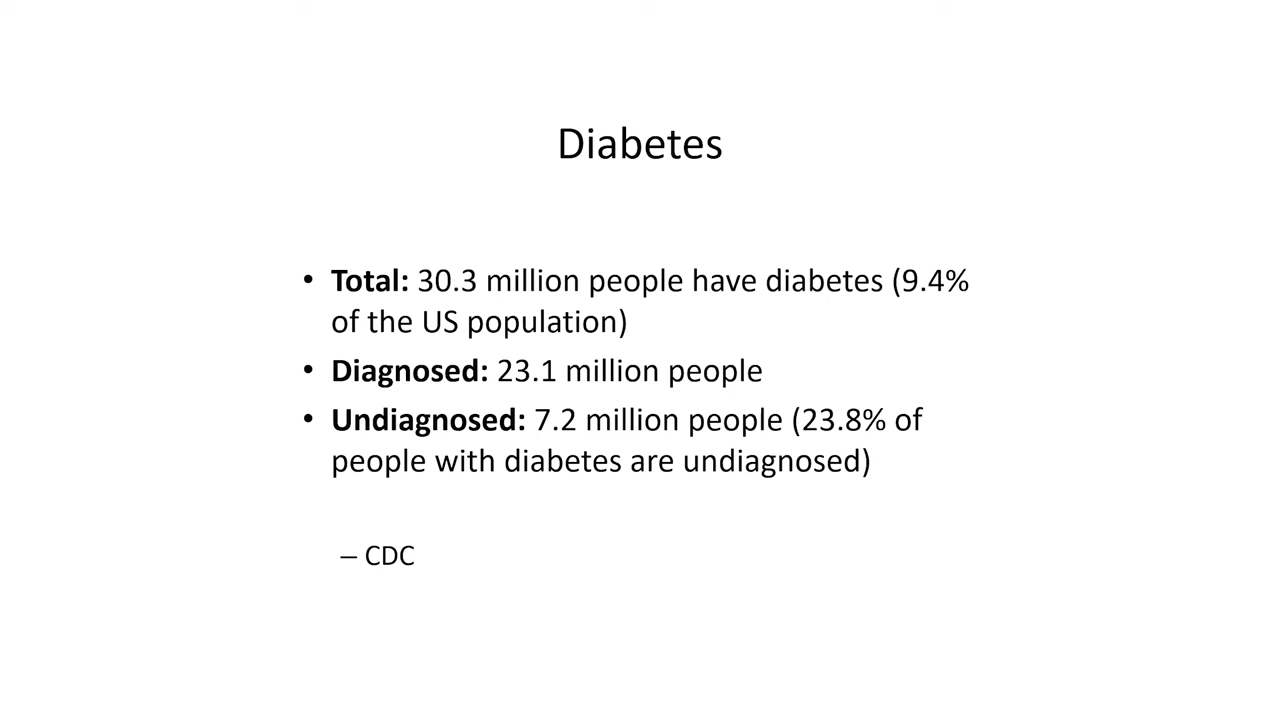 Diabetes
• Total: 30.3 million people have diabetes (9.4%
of the US population)
• Diagnosed: 23.1 million people
• Undiagnosed: 7.2 million people (23.8% of
people with diabetes are undiagnosed)
– CDC